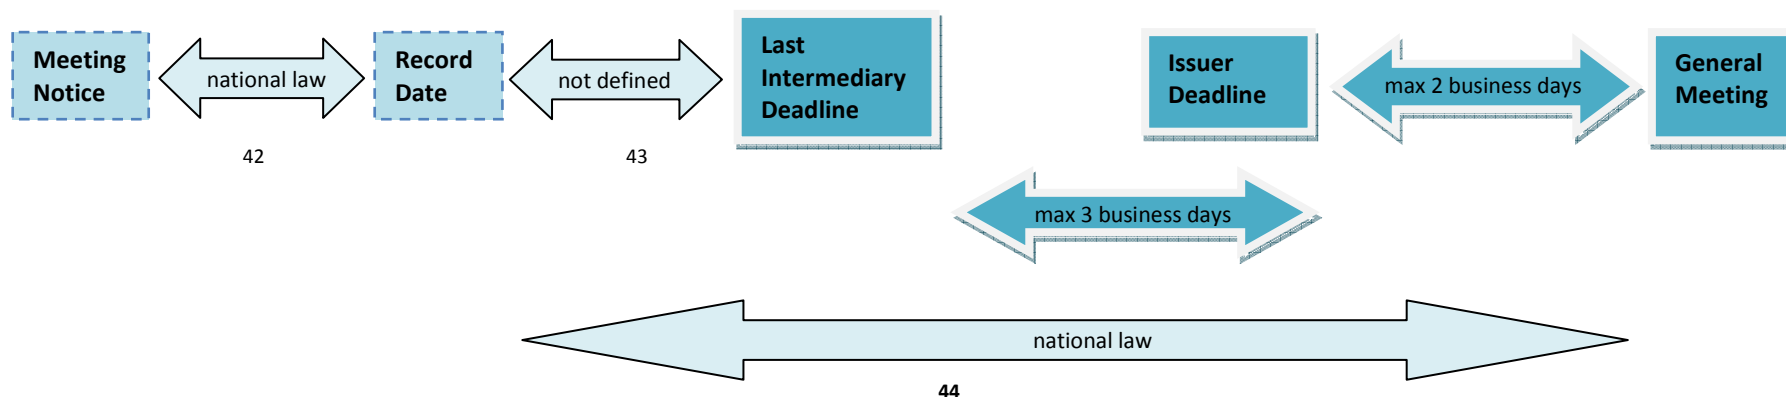 Meeting
Notice
national law
Record
Date
not defined
Last
Intermediary
Deadline
Issuer
Deadline
max 2 business days
General
Meeting
42
43
max 3 business days
national law
44